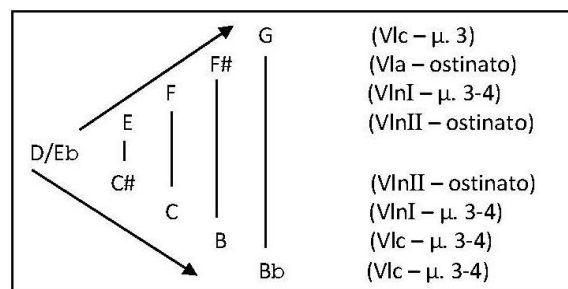 G (Vlc – μ. 3)
F# (Vla – ostinato)
F (VlnI – μ. 3-4)
E (VlnII – ostinato)
D/Eb
C# (VlnII – ostinato)
C (VlnI – μ. 3-4)
B (Vlc – μ. 3-4)
Bb (Vlc – μ. 3-4)